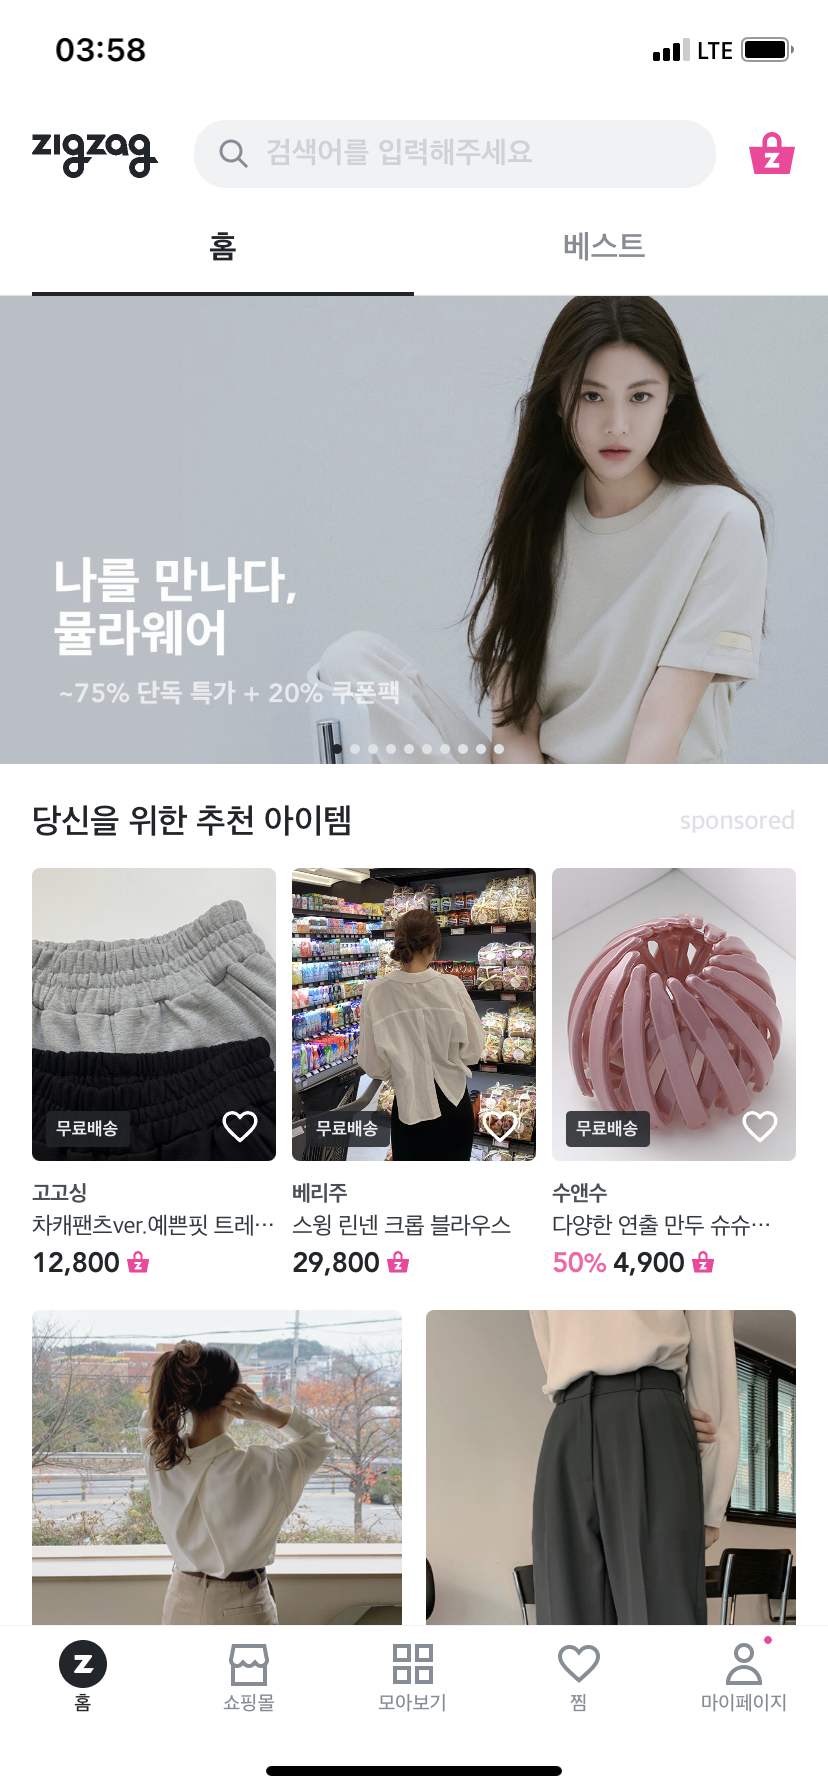 03:58
LTE
zigzag
검색어를 입력해주세요
홈
베스트
나를 만나다,
뮬라웨어
~75% 단독 특가 + 20% 쿠폰팩
당신을 위한 추천 아이템
sponsored
무료배송
무료배송
무료배송
고고싱
베리주
수앤수
차캐팬츠ver.예쁜핏 트레…
스윙 린넨 크롭 블라우스
다양한 연출 만두 슈슈…
12,800
29,800
50% 4,900
홈
쇼핑몰
모아보기
찜
마이페이지